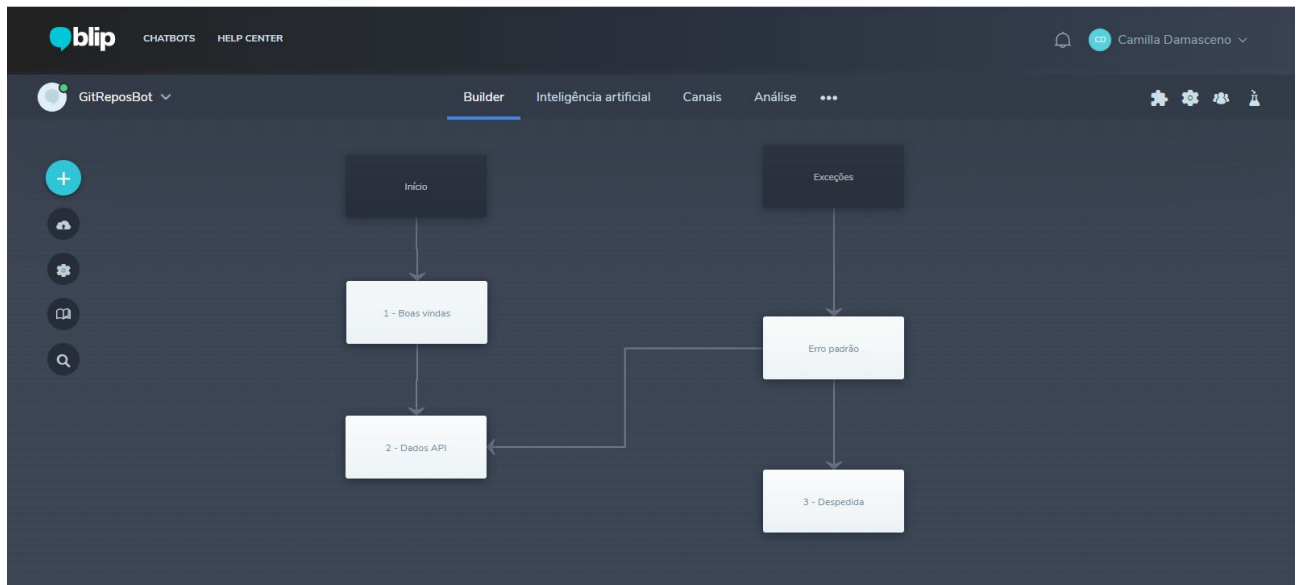 blip CHATBOTS HELP CENTER CD Camilla Damasceno
GitReposBot Builder Inteligência artificial Canais Análise
Início
Exceções
1 - Boas vindas
Erro padrão
2 - Dados API
3 - Despedida